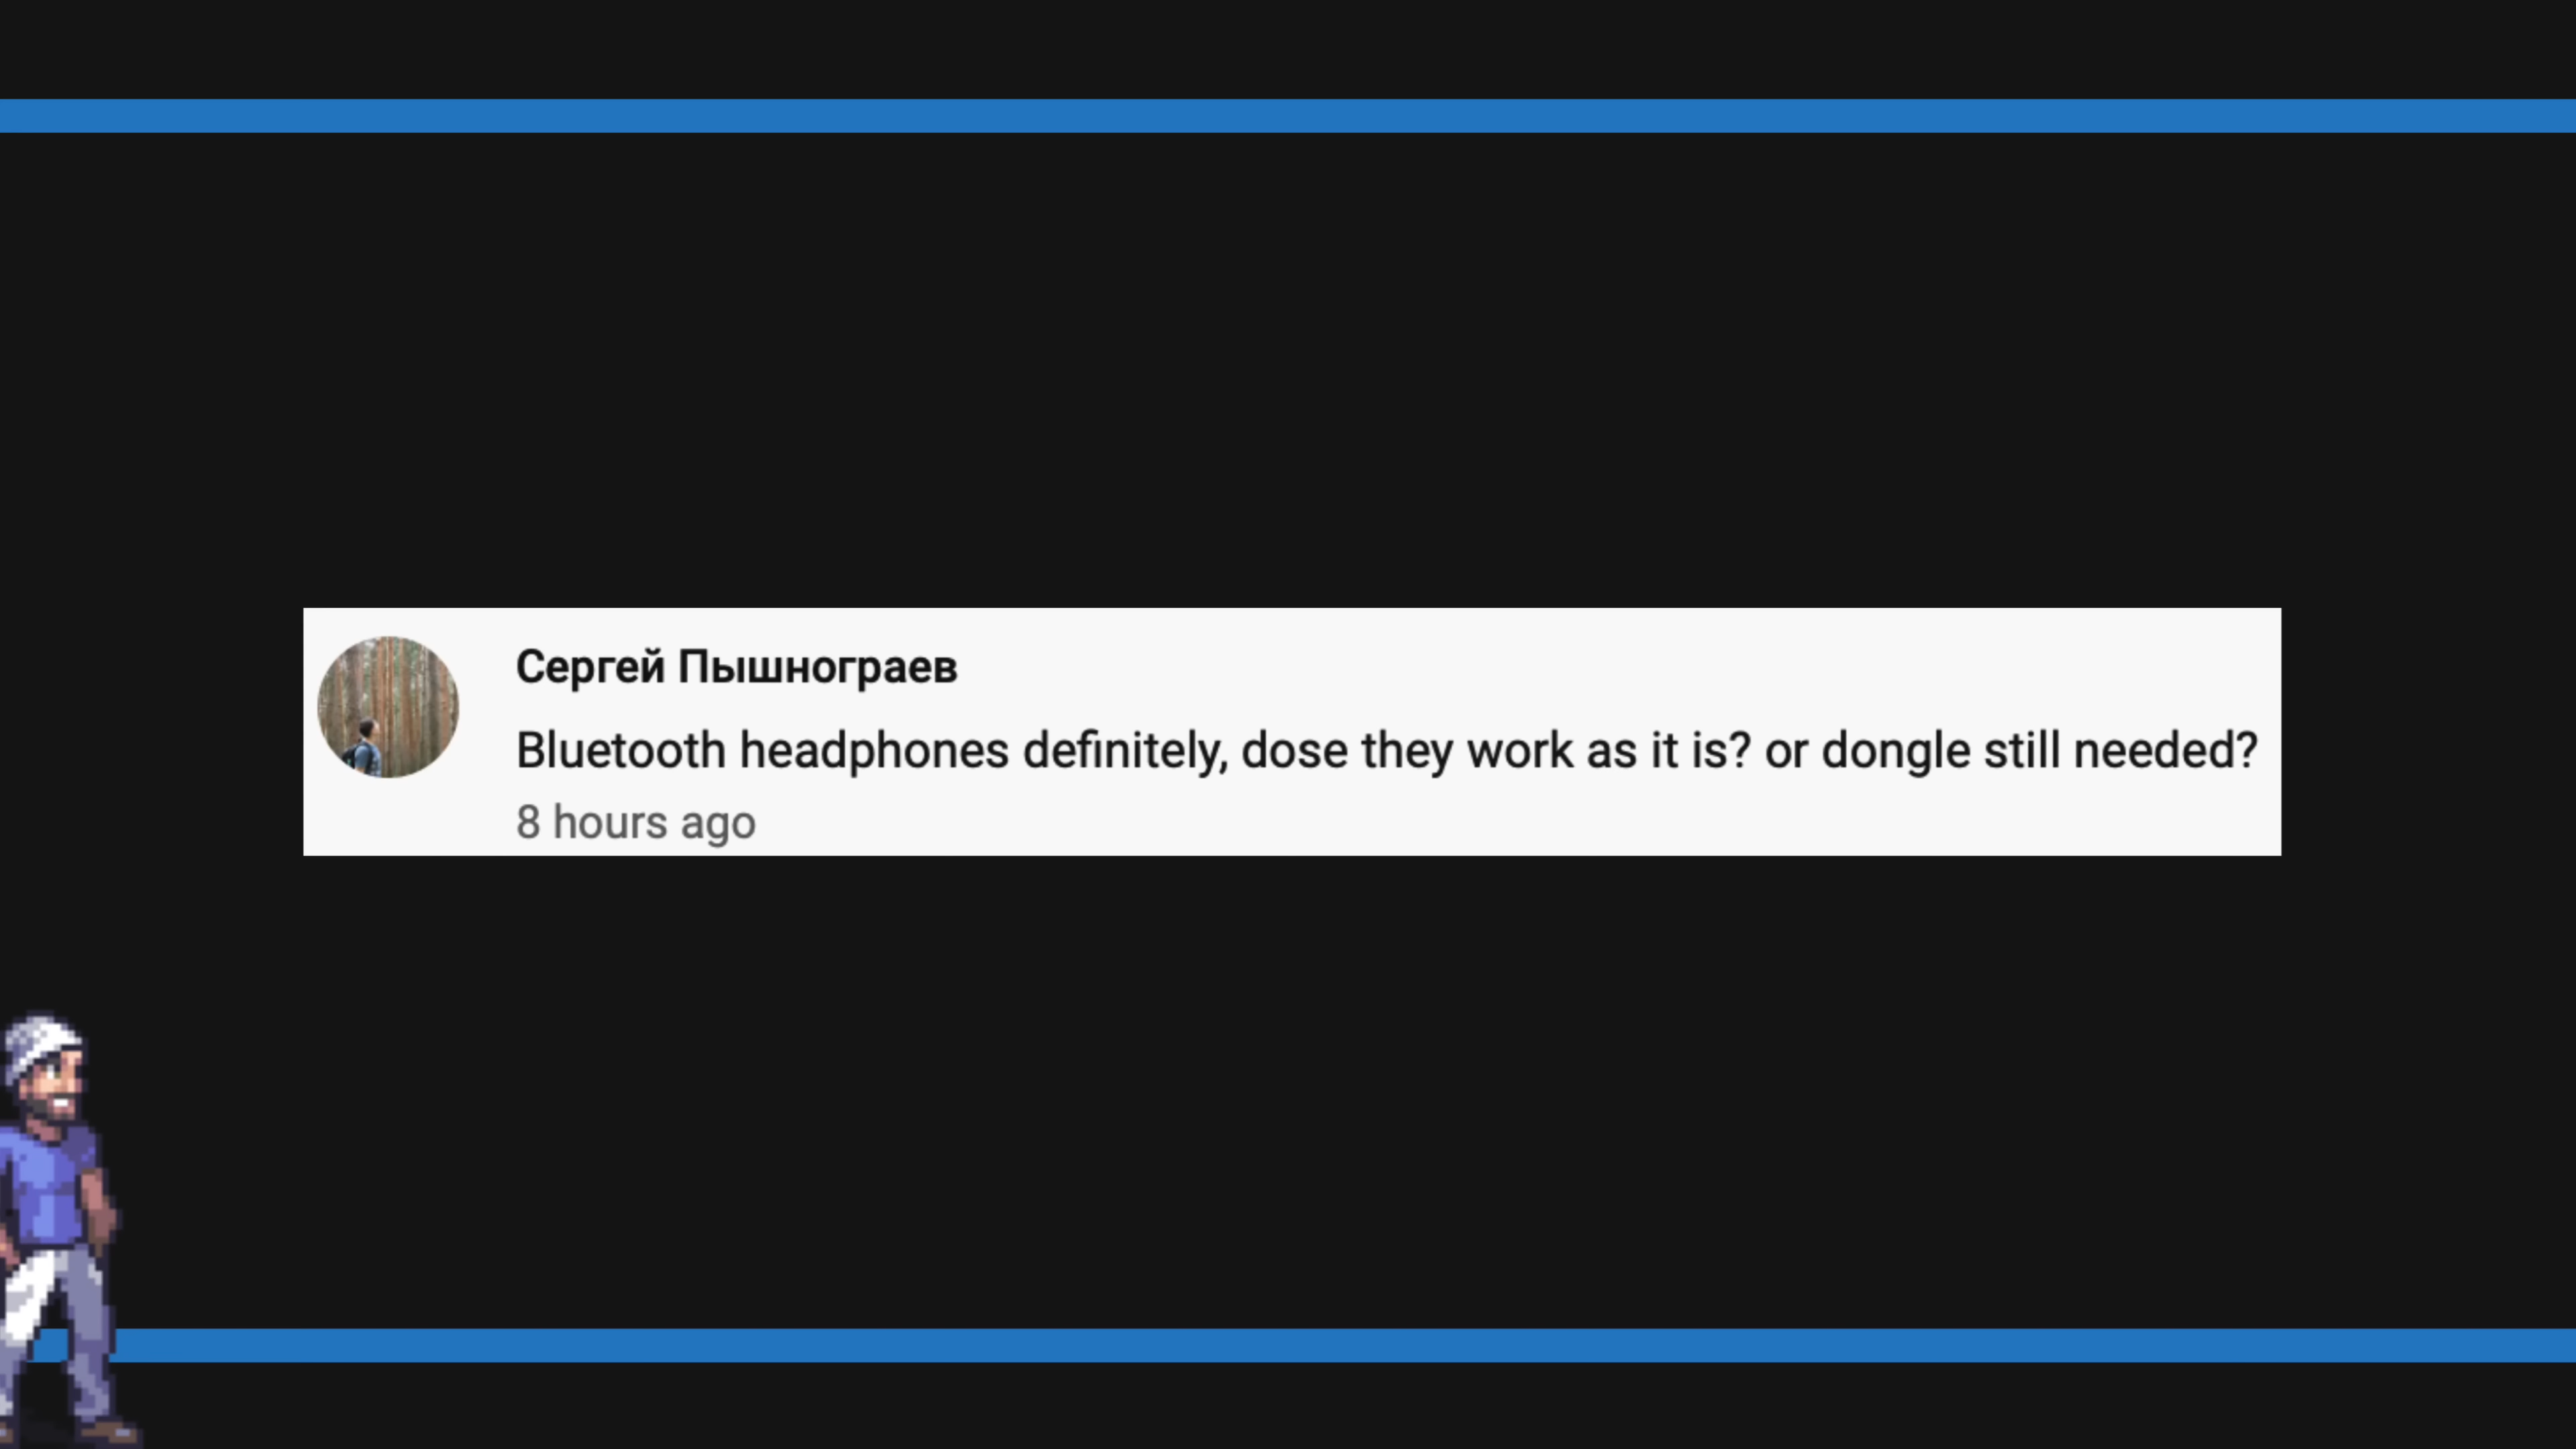 Сергей Пышнограев
Bluetooth headphones definitely, dose they work as it is? or dongle still needed?
8 hours ago